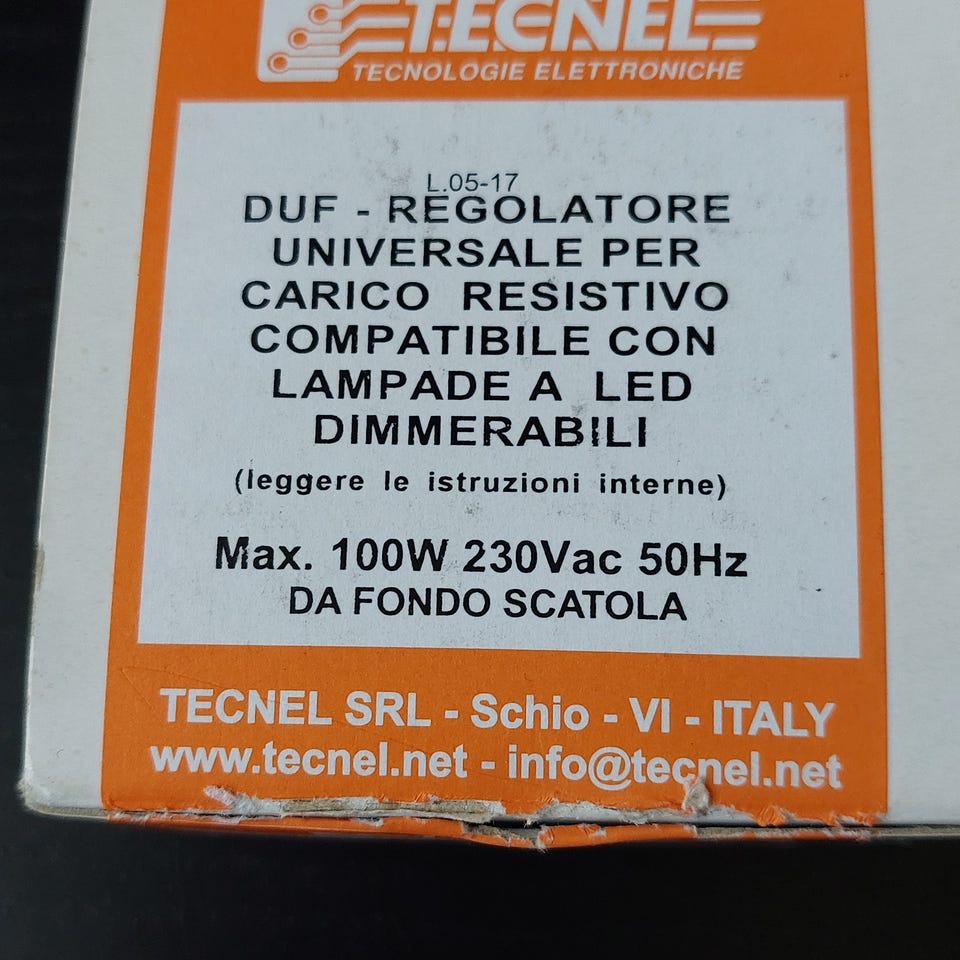 TECNEL
TECNOLOGIE ELETTRONICHE
L.05-17
DUF - REGOLATORE
UNIVERSALE PER
CARICO RESISTIVO
COMPATIBILE CON
LAMPADE A LED
DIMMERABILI
(leggere le istruzioni interne)
Max. 100W 230Vac 50Hz
DA FONDO SCATOLA
TECNEL SRL - Schio - VI - ITALY
www.tecnel.net - info@tecnel.net